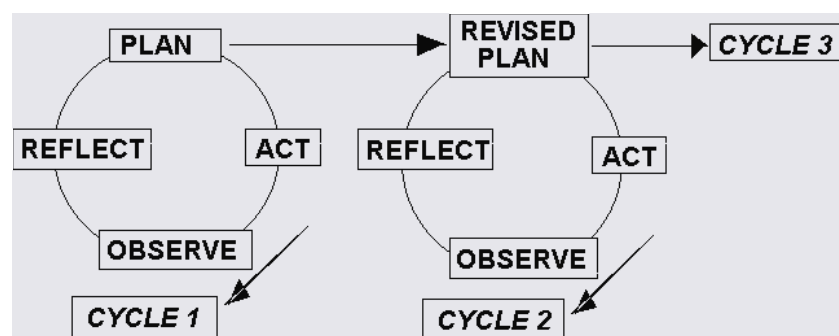 PLAN
REVISED
PLAN
CYCLE 3
REFLECT
ACT
REFLECT
ACT
OBSERVE
OBSERVE
CYCLE 1
CYCLE 2